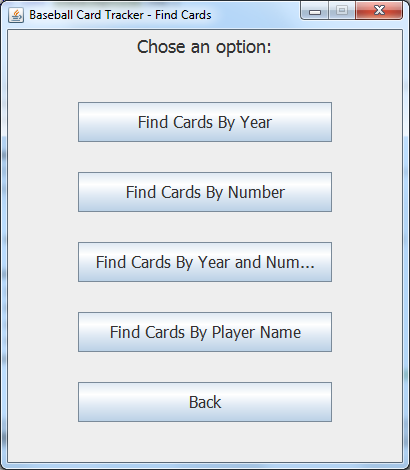 Baseball Card Tracker - Find Cards
Chose an option:
Find Cards By Year
Find Cards By Number
Find Cards By Year and Num...
Find Cards By Player Name
Back